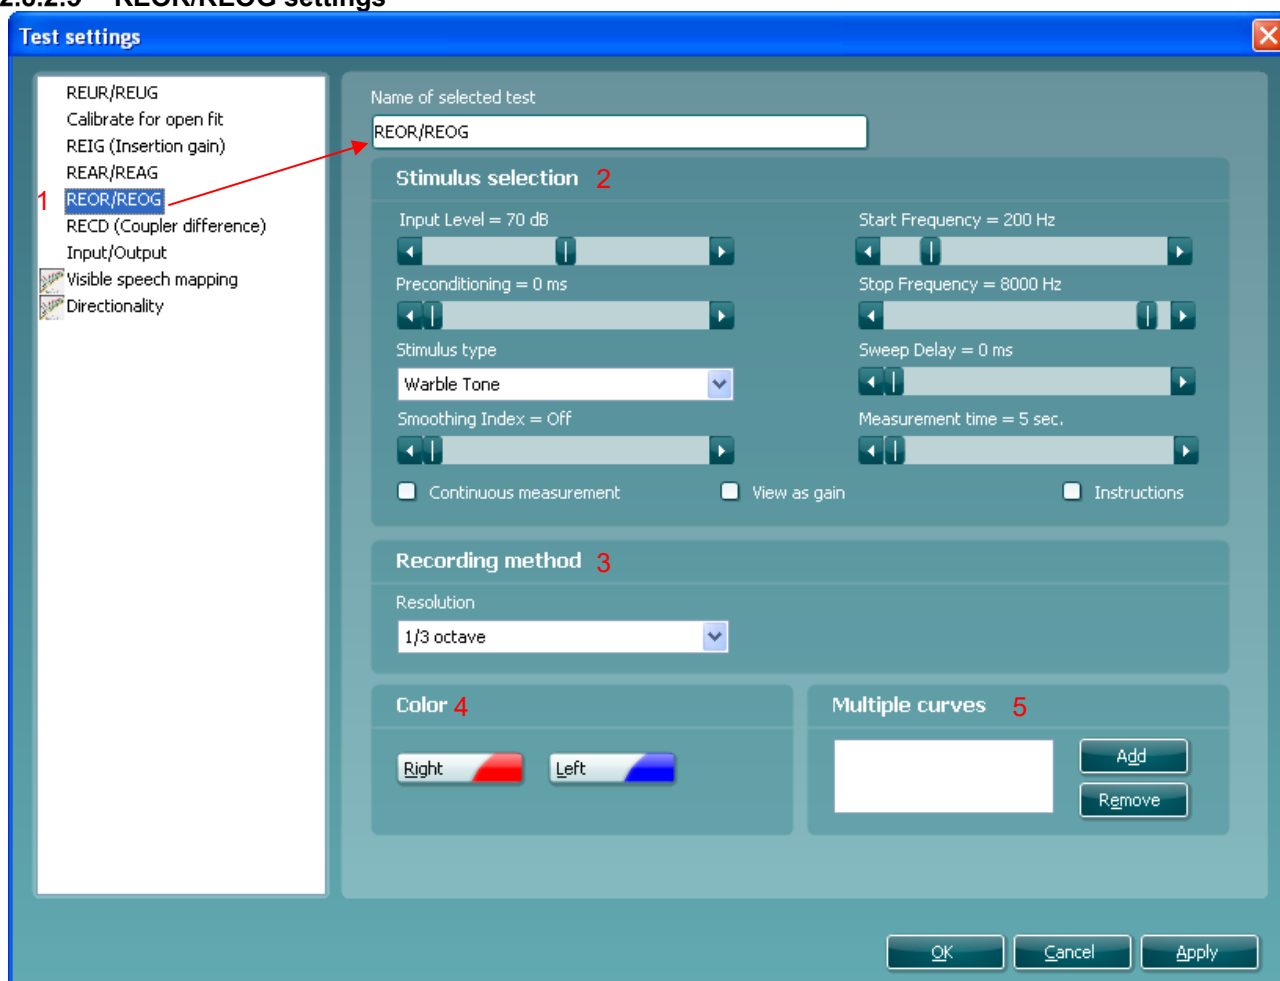 REOR/REOG settings
Test settings
REUR/REUG
Calibrate for open fit
REIG (Insertion gain)
REAR/REAG
1 REOR/REOG
RECD (Coupler difference)
Input/Output
Visible speech mapping
Directionality
Name of selected test
REOR/REOG
Stimulus selection 2
Input Level = 70 dB
Start Frequency = 200 Hz
Preconditioning = 0 ms
Stop Frequency = 8000 Hz
Stimulus type
Sweep Delay = 0 ms
Warble Tone
Smoothing Index = Off
Measurement time = 5 sec.
Continuous measurement
View as gain
Instructions
Recording method 3
Resolution
1/3 octave
Color 4
Multiple curves 5
Right
Left
Add
Remove
OK
Cancel
Apply